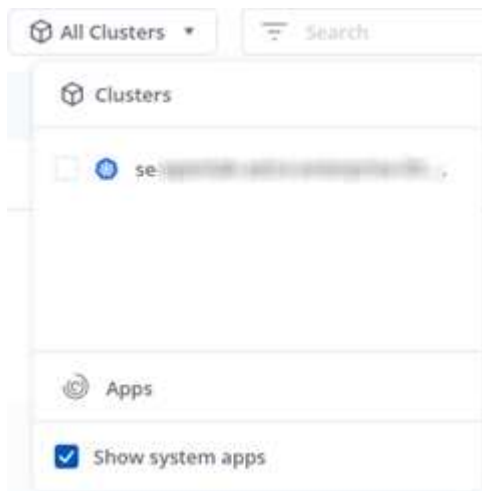 All Clusters
Search
Clusters
se
Apps
Show system apps